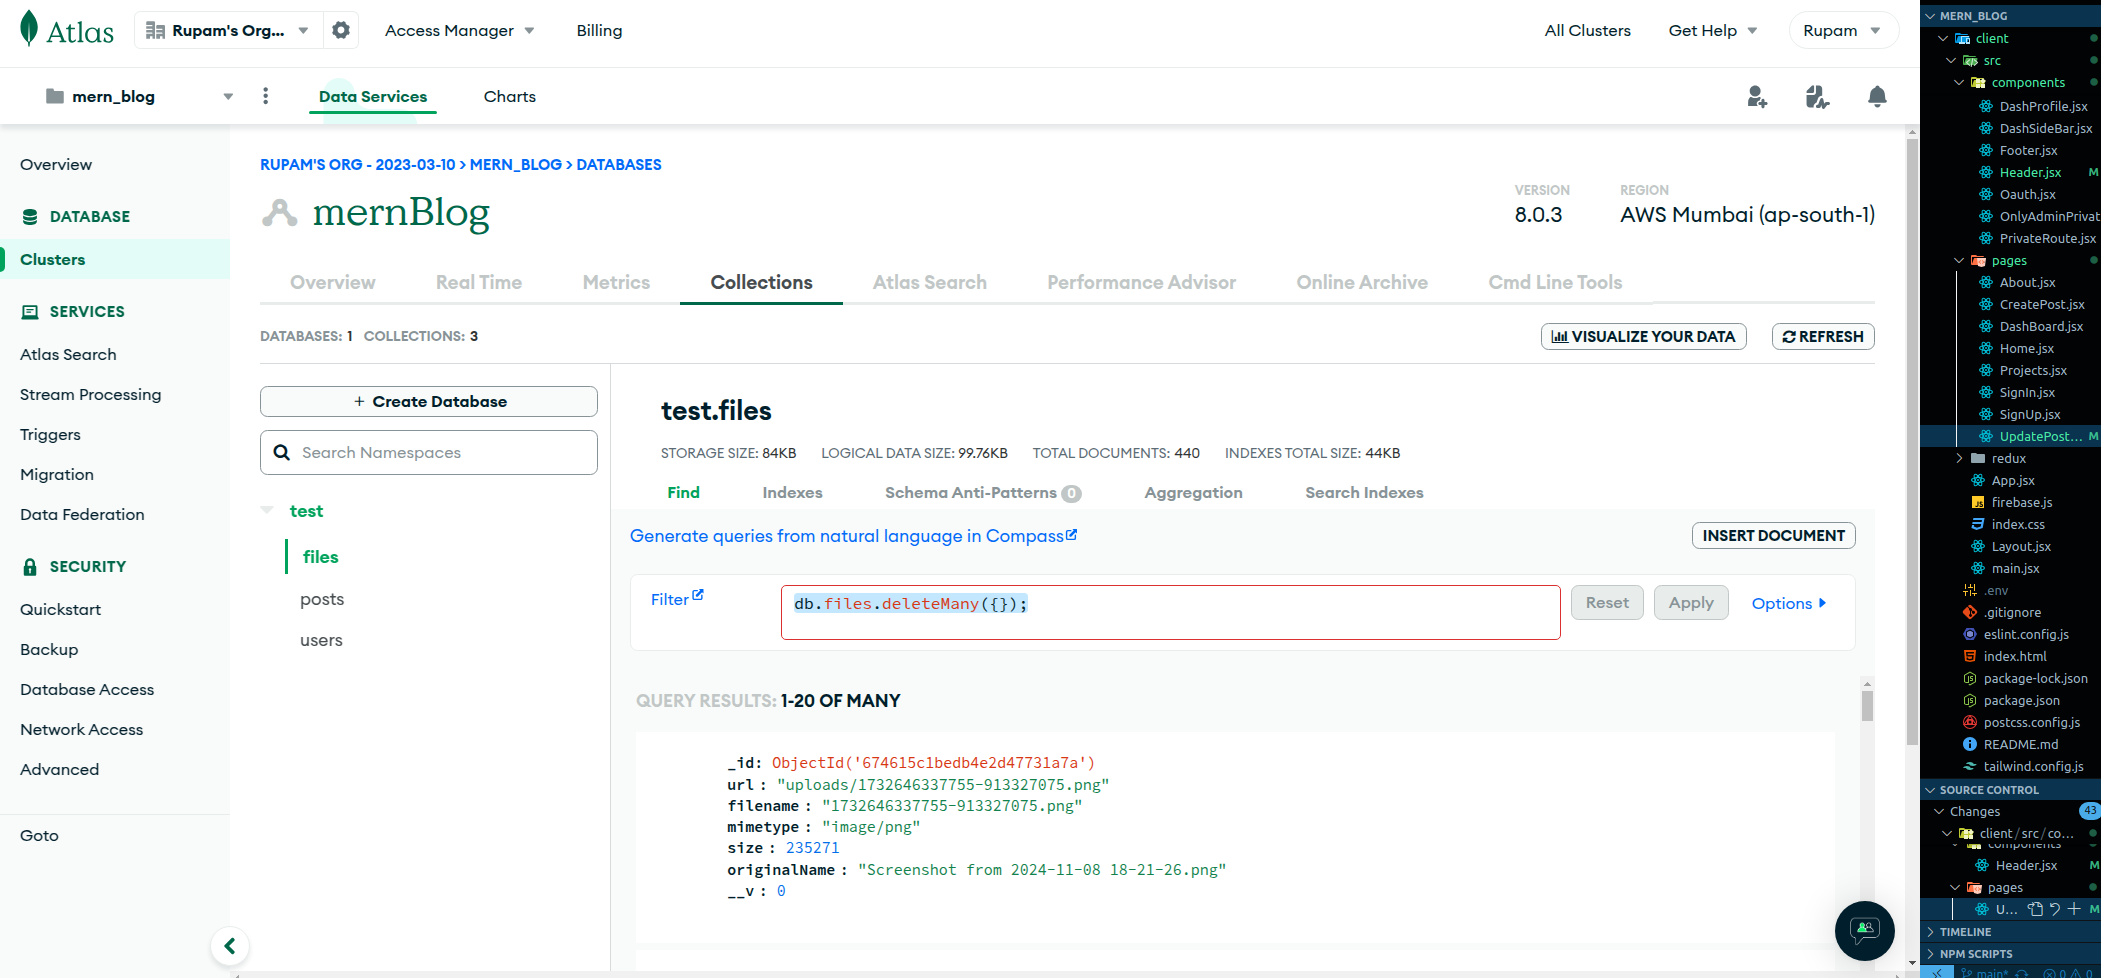 Atlas
Rupam's Org...
Access Manager
Billing
All Clusters
Get Help
Rupam
mern_blog
Data Services
Charts
Overview
DATABASE
Clusters
SERVICES
Atlas Search
Stream Processing
Triggers
Migration
Data Federation
SECURITY
Quickstart
Backup
Database Access
Network Access
Advanced
Goto
RUPAM'S ORG - 2023-03-10 > MERN_BLOG > DATABASES
mernBlog
VERSION
8.0.3
REGION
AWS Mumbai (ap-south-1)
Overview
Real Time
Metrics
Collections
Atlas Search
Performance Advisor
Online Archive
Cmd Line Tools
DATABASES: 1 COLLECTIONS: 3
VISUALIZE YOUR DATA
REFRESH
+ Create Database
Search Namespaces
test
files
posts
users
test.files
STORAGE SIZE: 84KB LOGICAL DATA SIZE: 99.76KB TOTAL DOCUMENTS: 440 INDEXES TOTAL SIZE: 44KB
Find
Indexes
Schema Anti-Patterns 0
Aggregation
Search Indexes
Generate queries from natural language in Compass
INSERT DOCUMENT
Filter
db.files.deleteMany({});
Reset
Apply
Options
QUERY RESULTS: 1-20 OF MANY
_id: ObjectId('674615c1bedb4e2d47731a7a')
url : "uploads/1732646337755-913327075.png"
filename : "1732646337755-913327075.png"
mimetype : "image/png"
size : 235271
originalName : "Screenshot from 2024-11-08 18-21-26.png"
__v : 0
MERN_BLOG
client
src
components
DashProfile.jsx
DashSideBar.jsx
Footer.jsx
Header.jsx M
Oauth.jsx
OnlyAdminPrivat
PrivateRoute.jsx
pages
About.jsx
CreatePost.jsx
DashBoard.jsx
Home.jsx
Projects.jsx
SignIn.jsx
SignUp.jsx
UpdatePost... M
redux
App.jsx
firebase.js
index.css
Layout.jsx
main.jsx
.env
.gitignore
eslint.config.js
index.html
package-lock.json
package.json
postcss.config.js
README.md
tailwind.config.js
SOURCE CONTROL
Changes 43
client/src/co...
components
Header.jsx M
pages
U... M
TIMELINE
NPM SCRIPTS
main* 0 0